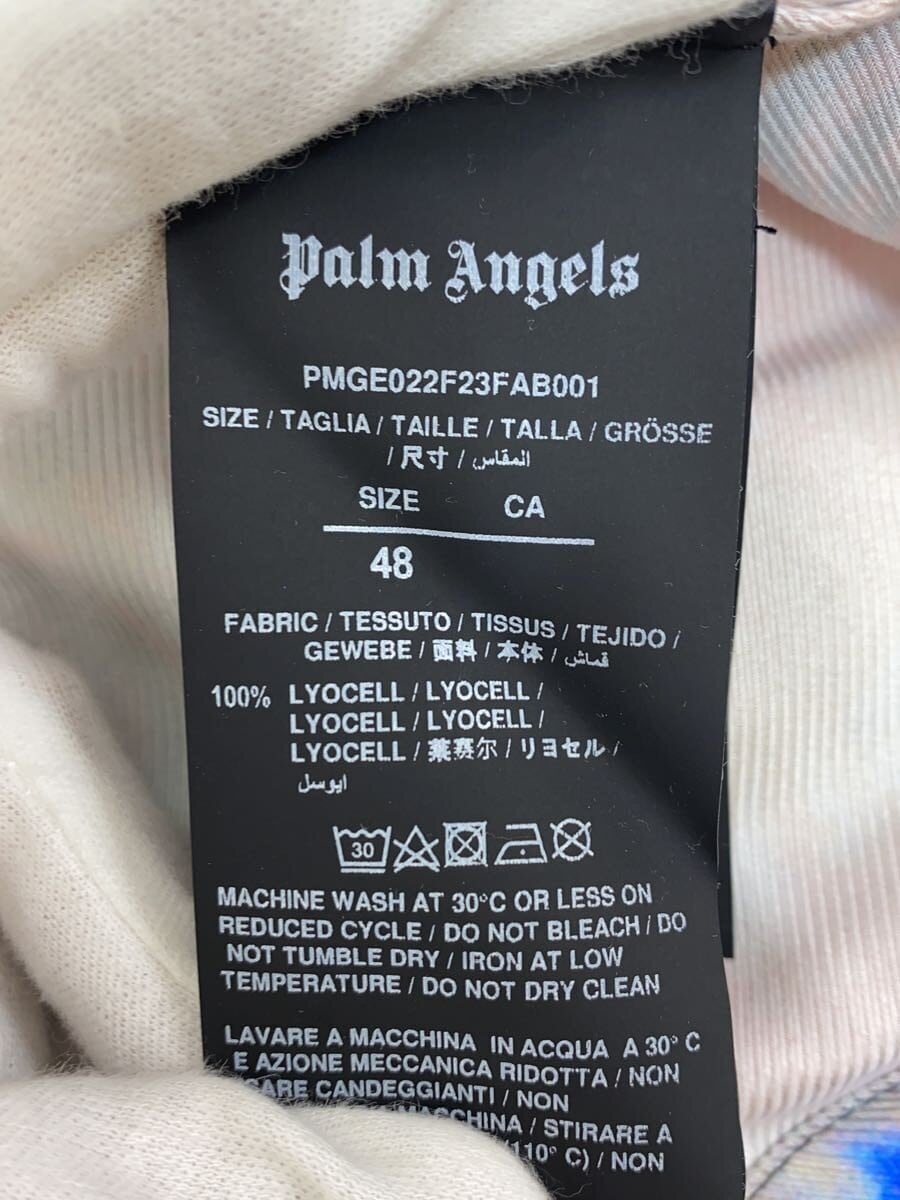 Palm Angels
PMGE022F23FAB001
SIZE / TAGLIA / TAILLE / TALLA / GRÖSSE
/ 尺寸 / المقاس
SIZE CA
48
FABRIC / TESSUTO / TISSUS / TEJIDO /
GEWEBE / 面料 / 本体 / قماش
100% LYOCELL / LYOCELL /
LYOCELL / LYOCELL /
LYOCELL / 莱赛尔 / リヨセル /
ايوسل
30
MACHINE WASH AT 30°C OR LESS ON
REDUCED CYCLE / DO NOT BLEACH / DO
NOT TUMBLE DRY / IRON AT LOW
TEMPERATURE / DO NOT DRY CLEAN
LAVARE A MACCHINA IN ACQUA A 30° C
E AZIONE MECCANICA RIDOTTA / NON
CANDEGGIANTI / NON
STIRARE A
(110° C) / NON